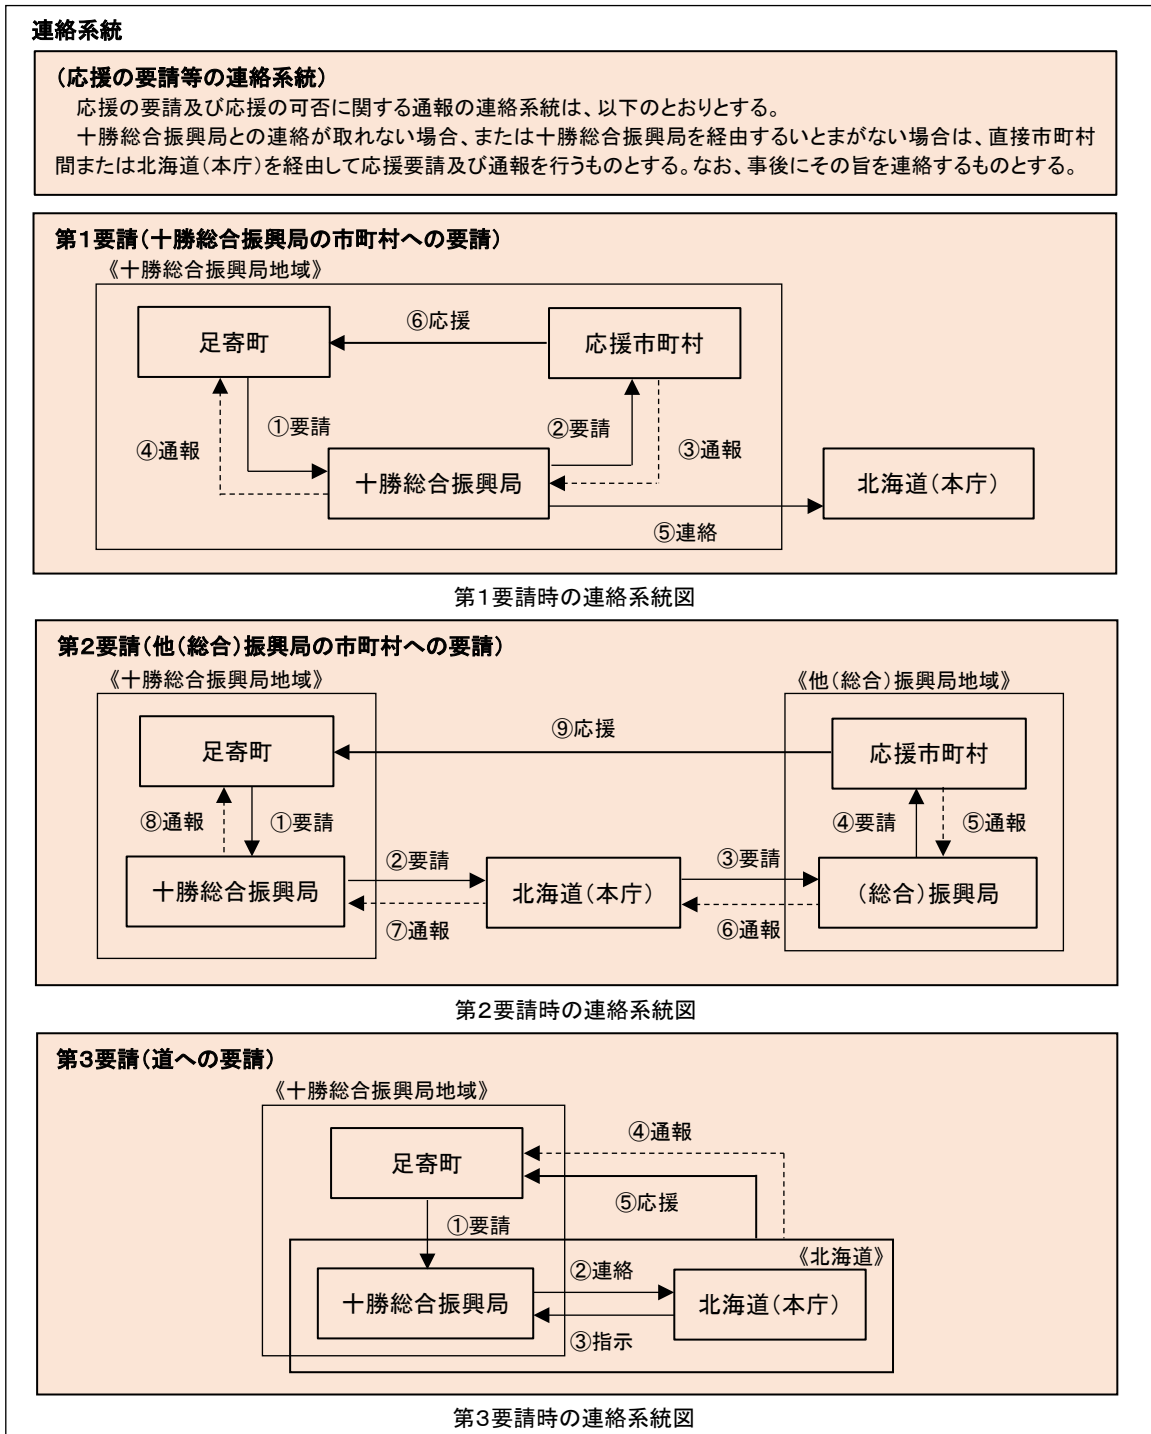 連絡系統
(応援の要請等の連絡系統)
応援の要請及び応援の可否に関する通報の連絡系統は、以下のとおりとする。
十勝総合振興局との連絡が取れない場合、または十勝総合振興局を経由するいとまがない場合は、直接市町村
間または北海道(本庁)を経由して応援要請及び通報を行うものとする。なお、事後にその旨を連絡するものとする。
第1要請(十勝総合振興局の市町村への要請)
《十勝総合振興局地域》
足寄町
⑥応援
応援市町村
①要請
②要請
④通報
③通報
十勝総合振興局
北海道(本庁)
⑤連絡
第1要請時の連絡系統図
第2要請(他(総合)振興局の市町村への要請)
《十勝総合振興局地域》
《他(総合)振興局地域》
足寄町
⑨応援
応援市町村
⑧通報
①要請
④要請
⑤通報
②要請
③要請
十勝総合振興局
北海道(本庁)
(総合)振興局
⑦通報
⑥通報
第2要請時の連絡系統図
第3要請(道への要請)
《十勝総合振興局地域》
④通報
足寄町
⑤応援
①要請
《北海道》
②連絡
十勝総合振興局
北海道(本庁)
③指示
第3要請時の連絡系統図